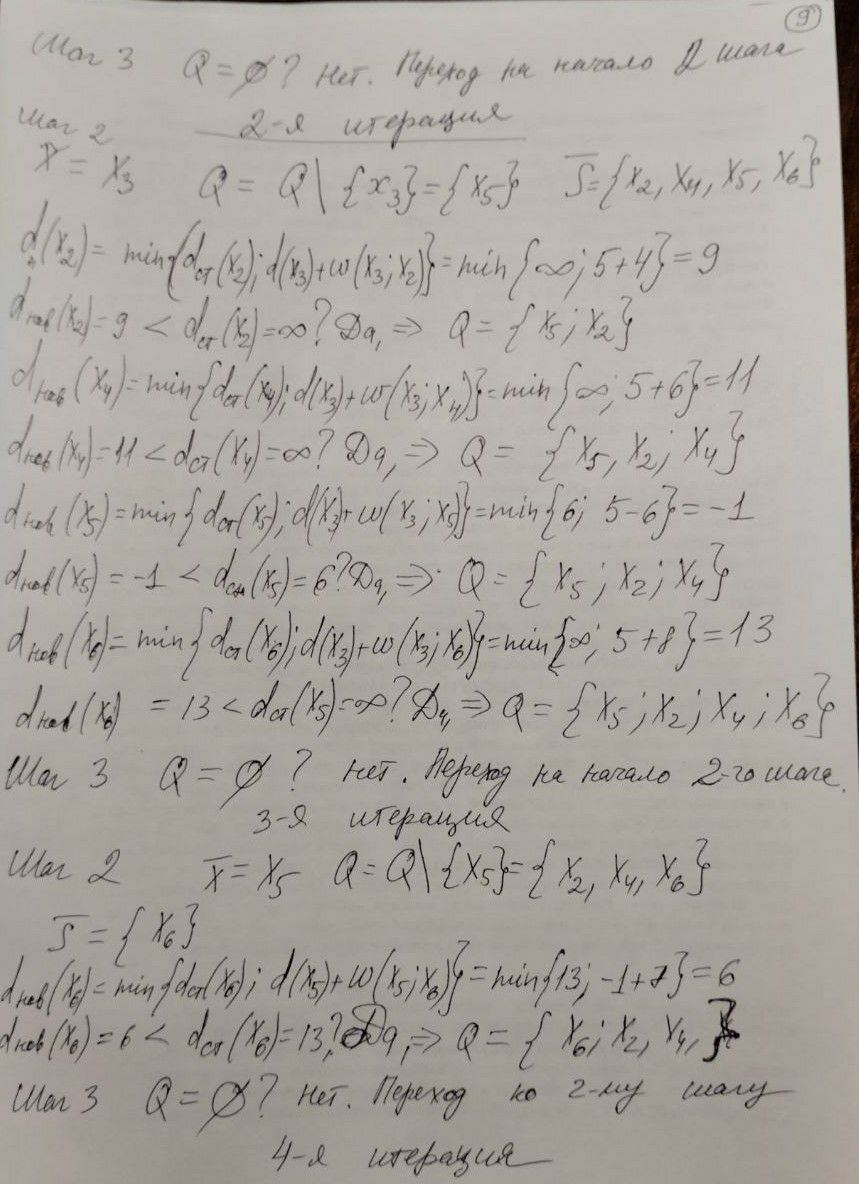 9
Шаг 3 Q = ∅? Нет. Переход на начало 2 шага
2-я итерация
Шаг 2
x̄ = x₃ Q = Q \ {x₃} = {x₅} S̄ = {x₂, x₄, x₅, x₆}
d(x₂) = min{dст(x₂); d(x₃)+w(x₃; x₂)} = min{∞; 5+4} = 9
dнов(x₂) = 9 < dст(x₂) = ∞? Да, ⇒ Q = {x₅; x₂}
dнов(x₄) = min{dст(x₄); d(x₃)+w(x₃; x₄)} = min{∞; 5+6} = 11
dнов(x₄) = 11 < dст(x₄) = ∞? Да, ⇒ Q = {x₅, x₂; x₄}
dнов(x₅) = min{dст(x₅); d(x₃)+w(x₃; x₅)} = min{6; 5-6} = -1
dнов(x₅) = -1 < dст(x₅) = 6? Да, ⇒ Q = {x₅; x₂; x₄}
dнов(x₆) = min{dст(x₆); d(x₃)+w(x₃; x₆)} = min{∞; 5+8} = 13
dнов(x₆) = 13 < dст(x₅) = ∞? Да, ⇒ Q = {x₅; x₂; x₄; x₆}
Шаг 3 Q = ∅? Нет. Переход на начало 2-го шага.
3-я итерация
Шаг 2 x̄ = x₅ Q = Q \ {x₅} = {x₂, x₄, x₆}
S̄ = {x₆}
dнов(x₆) = min{dст(x₆); d(x₅)+w(x₅; x₆)} = min{13; -1+7} = 6
dнов(x₆) = 6 < dст(x₆) = 13? Да, ⇒ Q = {x₆; x₂, x₄, }
Шаг 3 Q = ∅? Нет. Переход ко 2-му шагу
4-я итерация